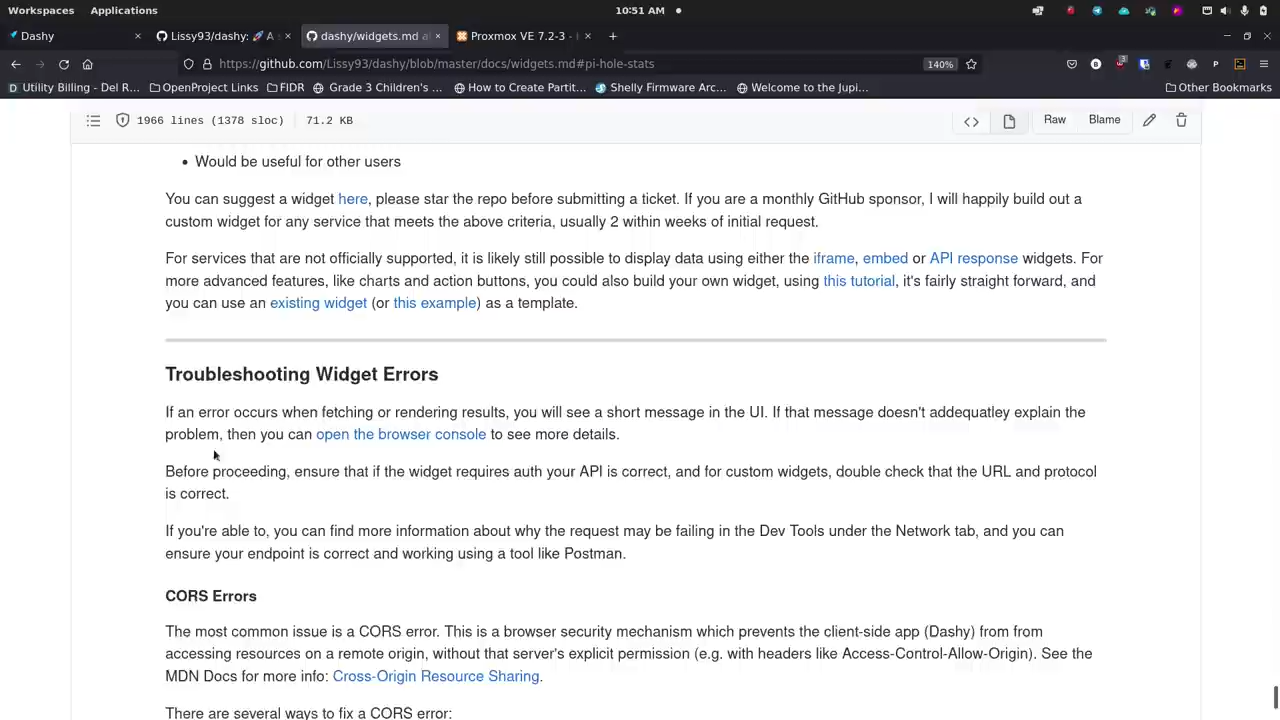 Workspaces Applications 10:51 AM
Dashy Lissy93/dashy: 🚀 A s dashy/widgets.md a Proxmox VE 7.2-3 -
https://github.com/Lissy93/dashy/blob/master/docs/widgets.md#pi-hole-stats 140%
Utility Billing - Del R... OpenProject Links FIDR Grade 3 Children's ... How to Create Partit... Shelly Firmware Arc... Welcome to the Jupi... Other Bookmarks
1966 lines (1378 sloc) 71.2 KB Raw Blame
• Would be useful for other users
You can suggest a widget here, please star the repo before submitting a ticket. If you are a monthly GitHub sponsor, I will happily build out a
custom widget for any service that meets the above criteria, usually 2 within weeks of initial request.
For services that are not officially supported, it is likely still possible to display data using either the iframe, embed or API response widgets. For
more advanced features, like charts and action buttons, you could also build your own widget, using this tutorial, it's fairly straight forward, and
you can use an existing widget (or this example) as a template.
Troubleshooting Widget Errors
If an error occurs when fetching or rendering results, you will see a short message in the UI. If that message doesn't addequatley explain the
problem, then you can open the browser console to see more details.
Before proceeding, ensure that if the widget requires auth your API is correct, and for custom widgets, double check that the URL and protocol
is correct.
If you're able to, you can find more information about why the request may be failing in the Dev Tools under the Network tab, and you can
ensure your endpoint is correct and working using a tool like Postman.
CORS Errors
The most common issue is a CORS error. This is a browser security mechanism which prevents the client-side app (Dashy) from from
accessing resources on a remote origin, without that server's explicit permission (e.g. with headers like Access-Control-Allow-Origin). See the
MDN Docs for more info: Cross-Origin Resource Sharing.
There are several ways to fix a CORS error: